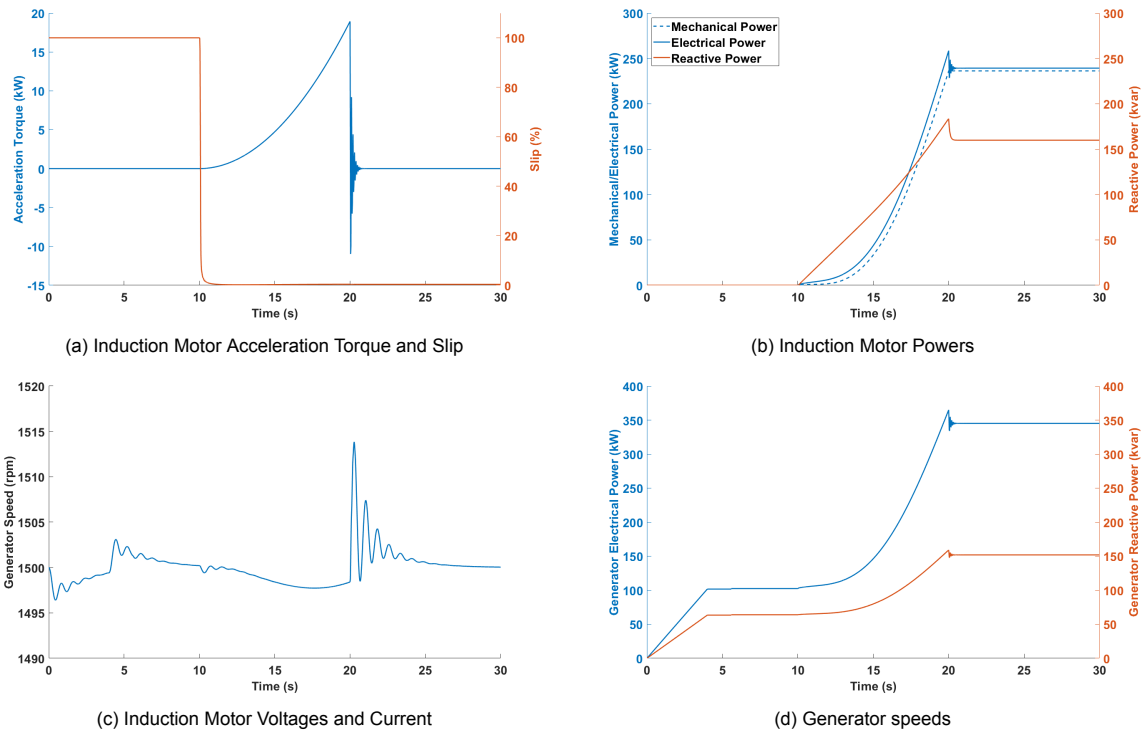 20
15
10
5
0
-5
-10
-15
Acceleration Torque (kW)
100
80
60
40
20
0
Slip (%)
0 5 10 15 20 25 30
Time (s)
(a) Induction Motor Acceleration Torque and Slip
300
250
200
150
100
50
0
Mechanical/Electrical Power (kW)
Mechanical Power
Electrical Power
Reactive Power
300
250
200
150
100
50
0
Reactive Power (kvar)
0 5 10 15 20 25 30
Time (s)
(b) Induction Motor Powers
1520
1515
1510
1505
1500
1495
1490
Generator Speed (rpm)
0 5 10 15 20 25 30
Time (s)
(c) Induction Motor Voltages and Current
400
350
300
250
200
150
100
50
0
Generator Electrical Power (kW)
400
350
300
250
200
150
100
50
0
Generator Reactive Power (kvar)
0 5 10 15 20 25 30
Time (s)
(d) Generator speeds